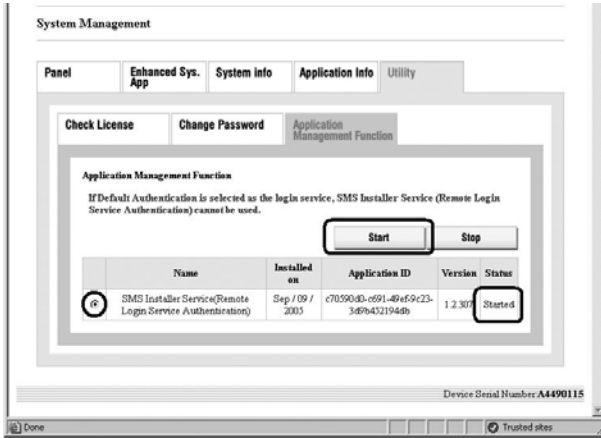 System Management
Panel
Enhanced Sys. App
System info
Application Info
Utility
Check License
Change Password
Application Management Function
Application Management Function
If Default Authentication is selected as the login service, SMS Installer Service (Remote Login
Service Authentication) cannot be used.
Start
Stop
Name
Installed on
Application ID
Version
Status
SMS Installer Service(Remote
Login Service Authentication)
Sep / 09 /
2005
c70590d0-c691-49ef-9c23-
3d9b452194db
1.2.307
Started
Device Serial Number:A4490115
Done
Trusted sites